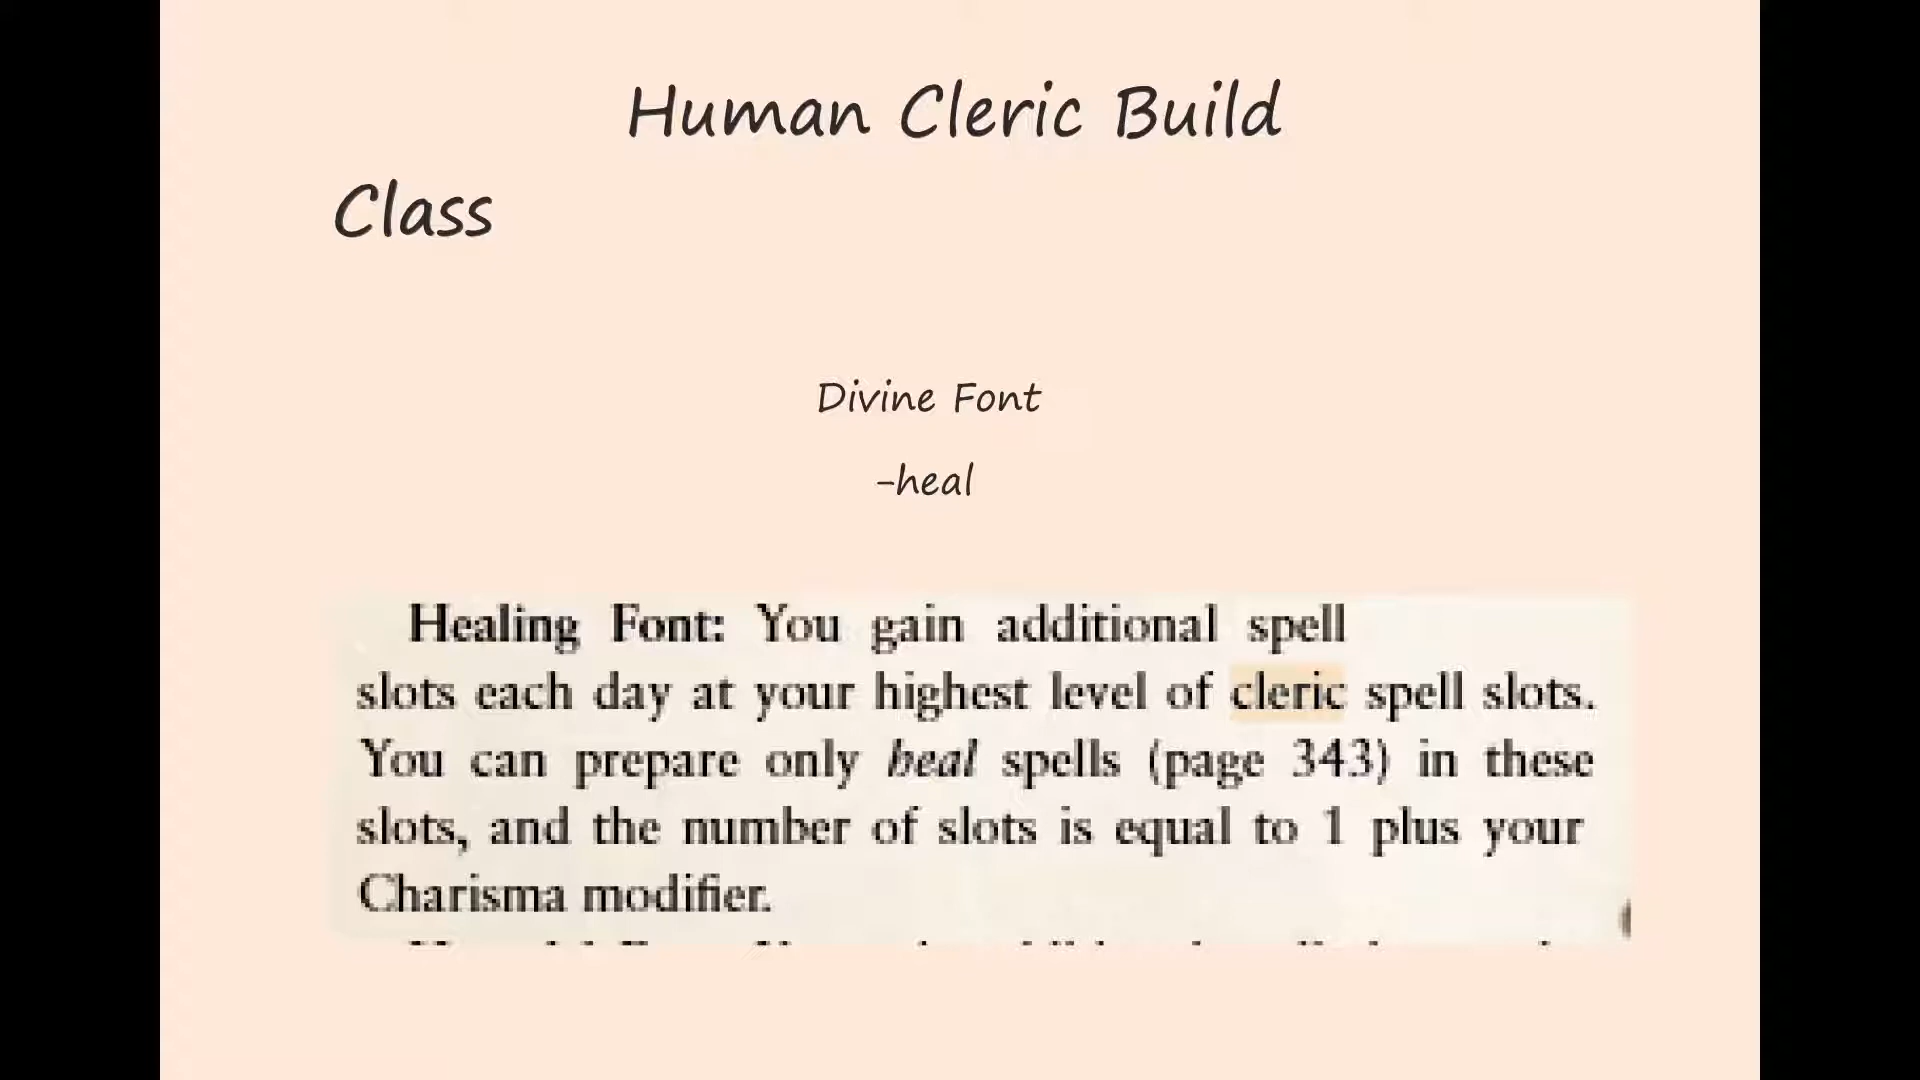 Human Cleric Build
Class
Divine Font
-heal
Healing Font: You gain additional spell
slots each day at your highest level of cleric spell slots.
You can prepare only heal spells (page 343) in these
slots, and the number of slots is equal to 1 plus your
Charisma modifier.